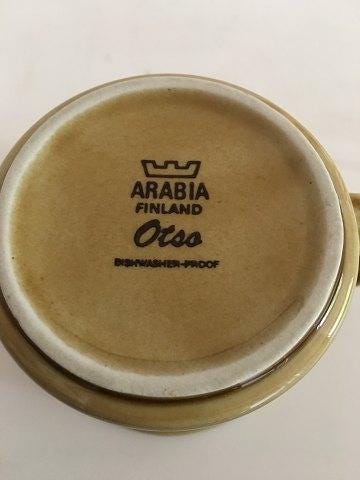 ARABIA
FINLAND
Otso
DISHWASHER-PROOF